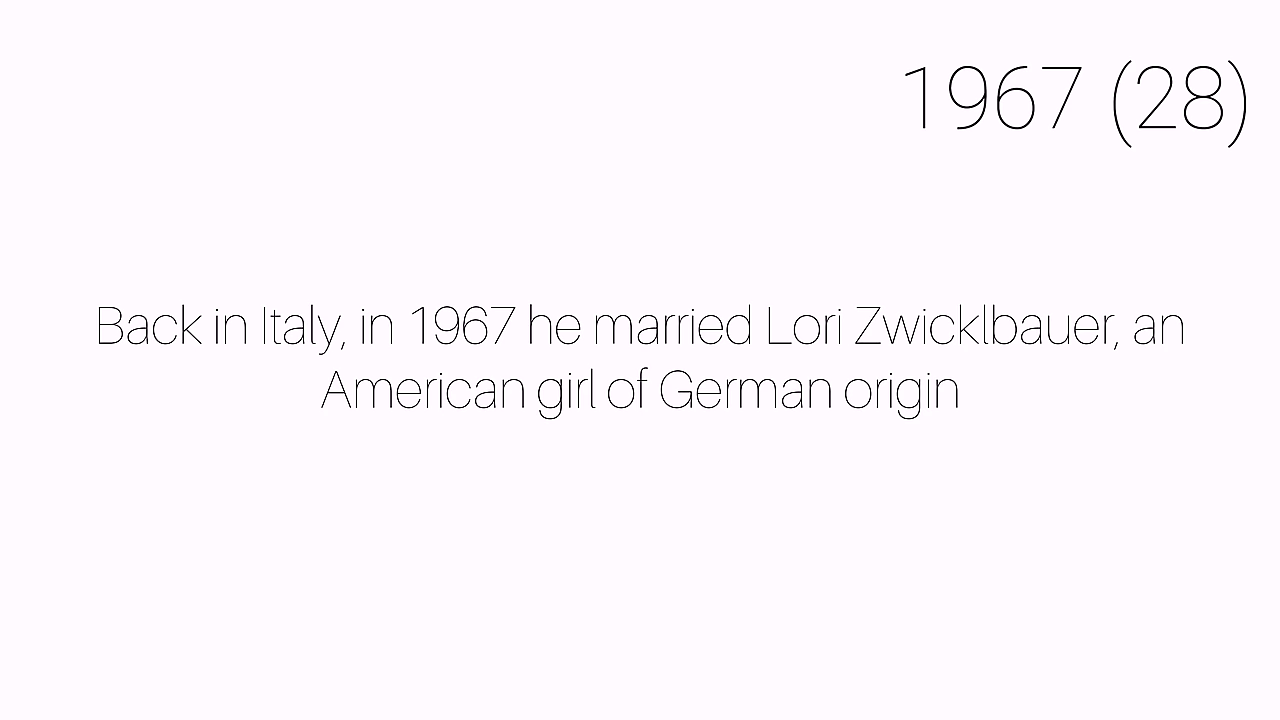 1967 (28)
Back in Italy, in 1967 he married Lori Zwicklbauer, an
American girl of German origin